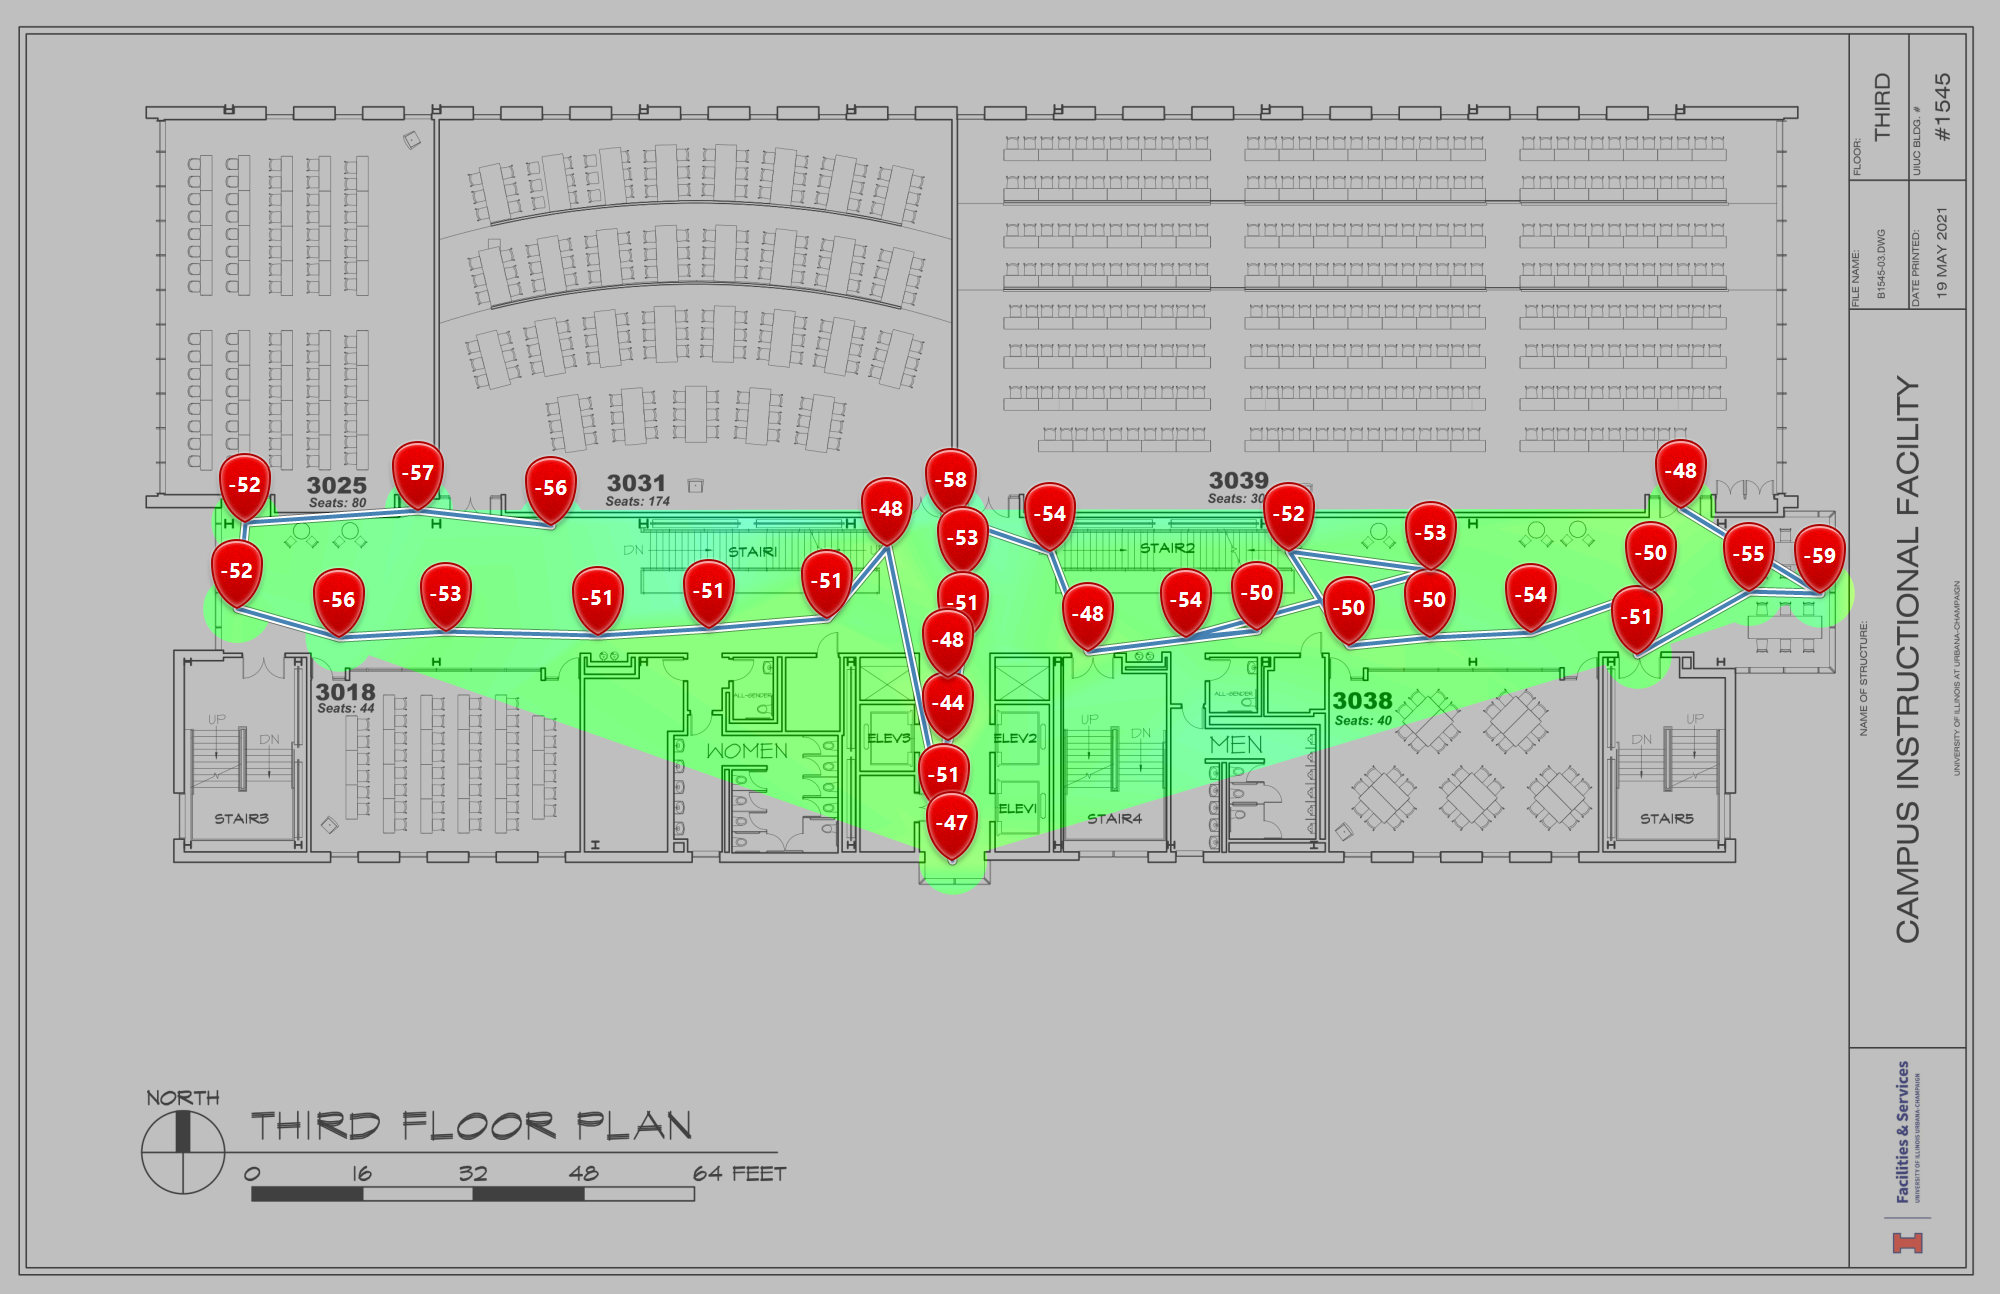 -52
-57
-56
-48
-58
-54
-52
-53
-48
-52
-56
-53
-51
-51
-51
-53
-51
-48
-44
-51
-47
-48
-54
-50
-50
-50
-54
-50
-51
-55
-59
3025
Seats: 80
3031
Seats: 174
3039
Seats: 30
DN
STAIR1
STAIR2
3018
Seats: 44
UP
DN
STAIR3
WOMEN
ALL-GENDER
ELEV3
ELEV2
ELEV1
UP
DN
STAIR4
MEN
ALL-GENDER
3038
Seats: 40
UP
DN
STAIR5
NORTH
THIRD FLOOR PLAN
0 16 32 48 64 FEET
FLOOR:
THIRD
UIUC BLDG. #
#1545
FILE NAME:
B1545-03.DWG
DATE PRINTED:
19 MAY 2021
NAME OF STRUCTURE:
CAMPUS INSTRUCTIONAL FACILITY
UNIVERSITY OF ILLINOIS AT URBANA-CHAMPAIGN
Facilities & Services
UNIVERSITY OF ILLINOIS URBANA-CHAMPAIGN